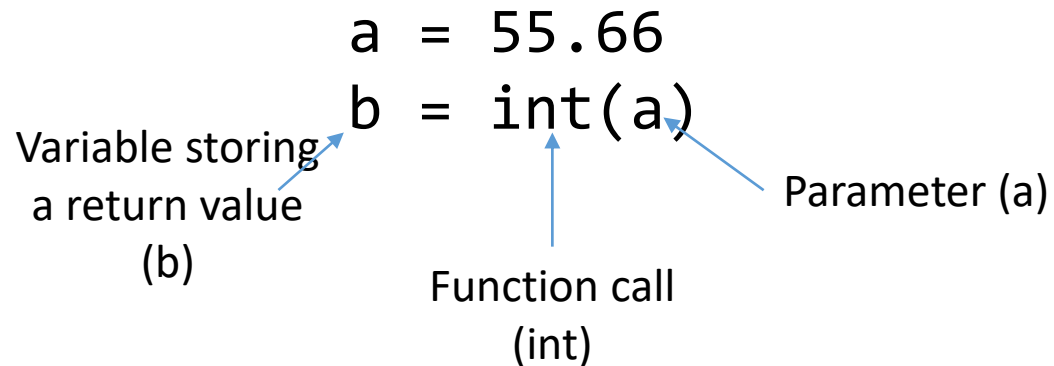 a = 55.66
b = int(a)
Variable storing
a return value
(b)
Parameter (a)
Function call
(int)